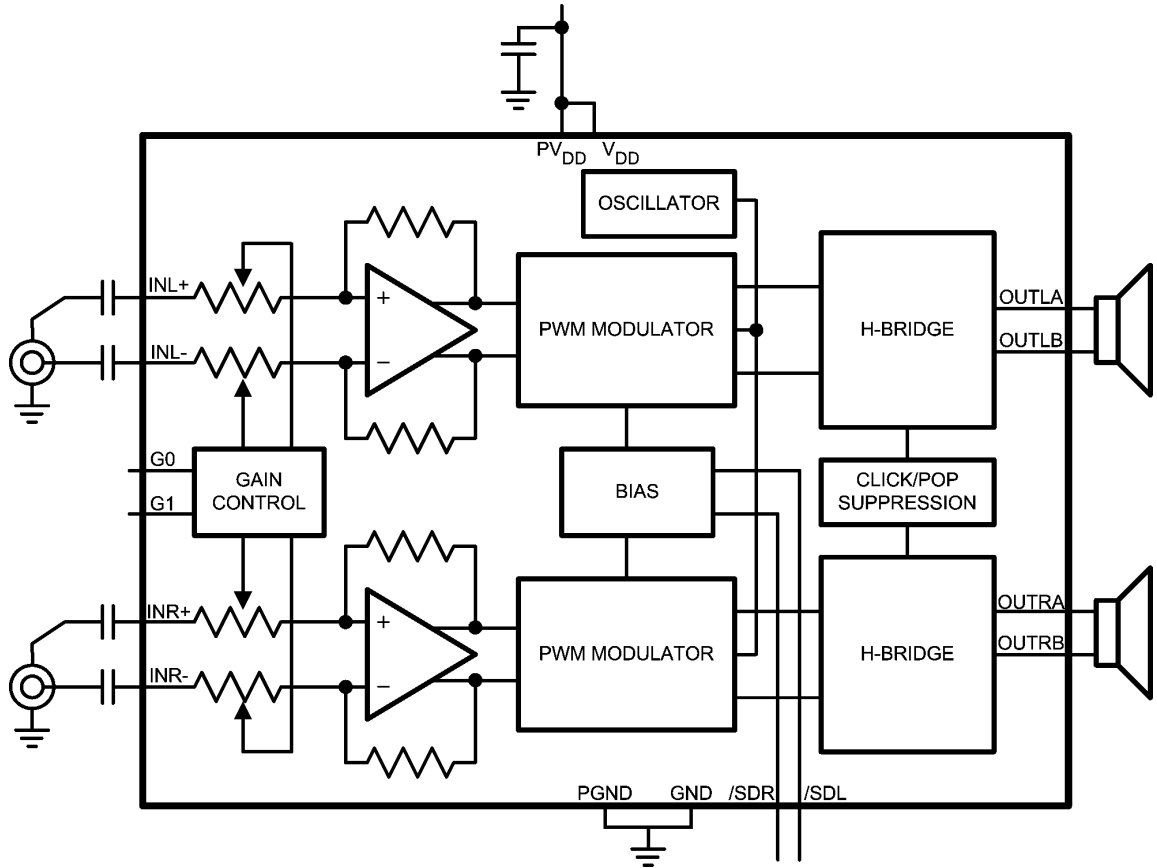 PVDD VDD
OSCILLATOR
INL+
+
PWM MODULATOR
H-BRIDGE
OUTLA
INL-
−
OUTLB
G0
GAIN
CONTROL
G1
BIAS
CLICK/POP
SUPPRESSION
INR+
+
PWM MODULATOR
H-BRIDGE
OUTRA
INR-
−
OUTRB
PGND GND /SDR /SDL